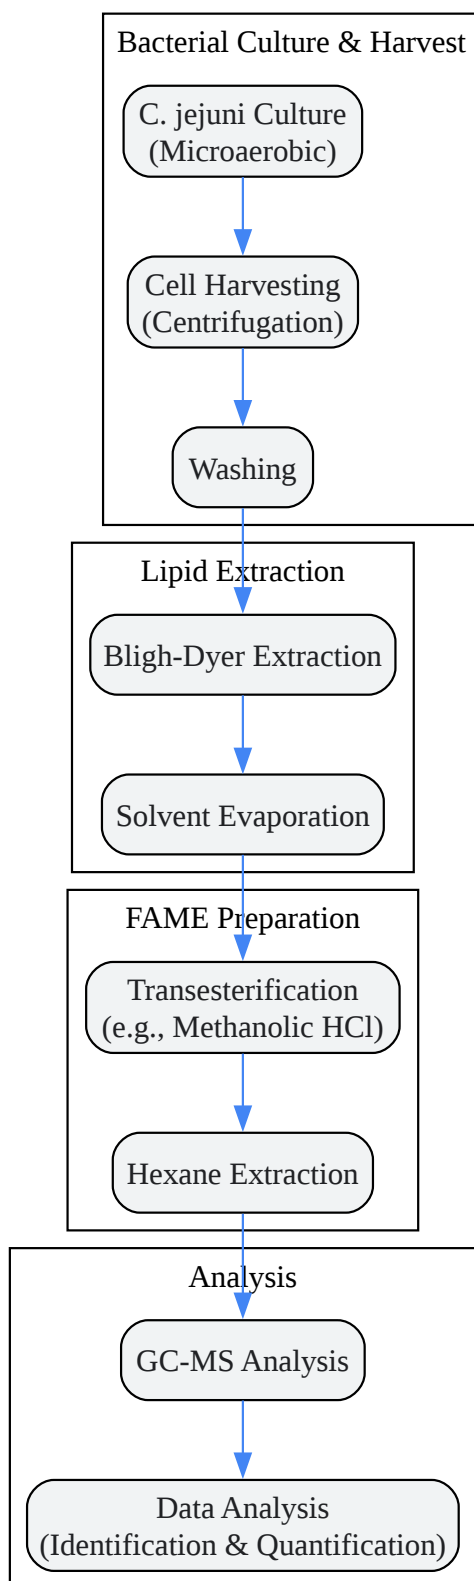 Bacterial Culture & Harvest
C. jejuni Culture
(Microaerobic)
Cell Harvesting
(Centrifugation)
Washing
Lipid Extraction
Bligh-Dyer Extraction
Solvent Evaporation
FAME Preparation
Transesterification
(e.g., Methanolic HCl)
Hexane Extraction
Analysis
GC-MS Analysis
Data Analysis
(Identification & Quantification)